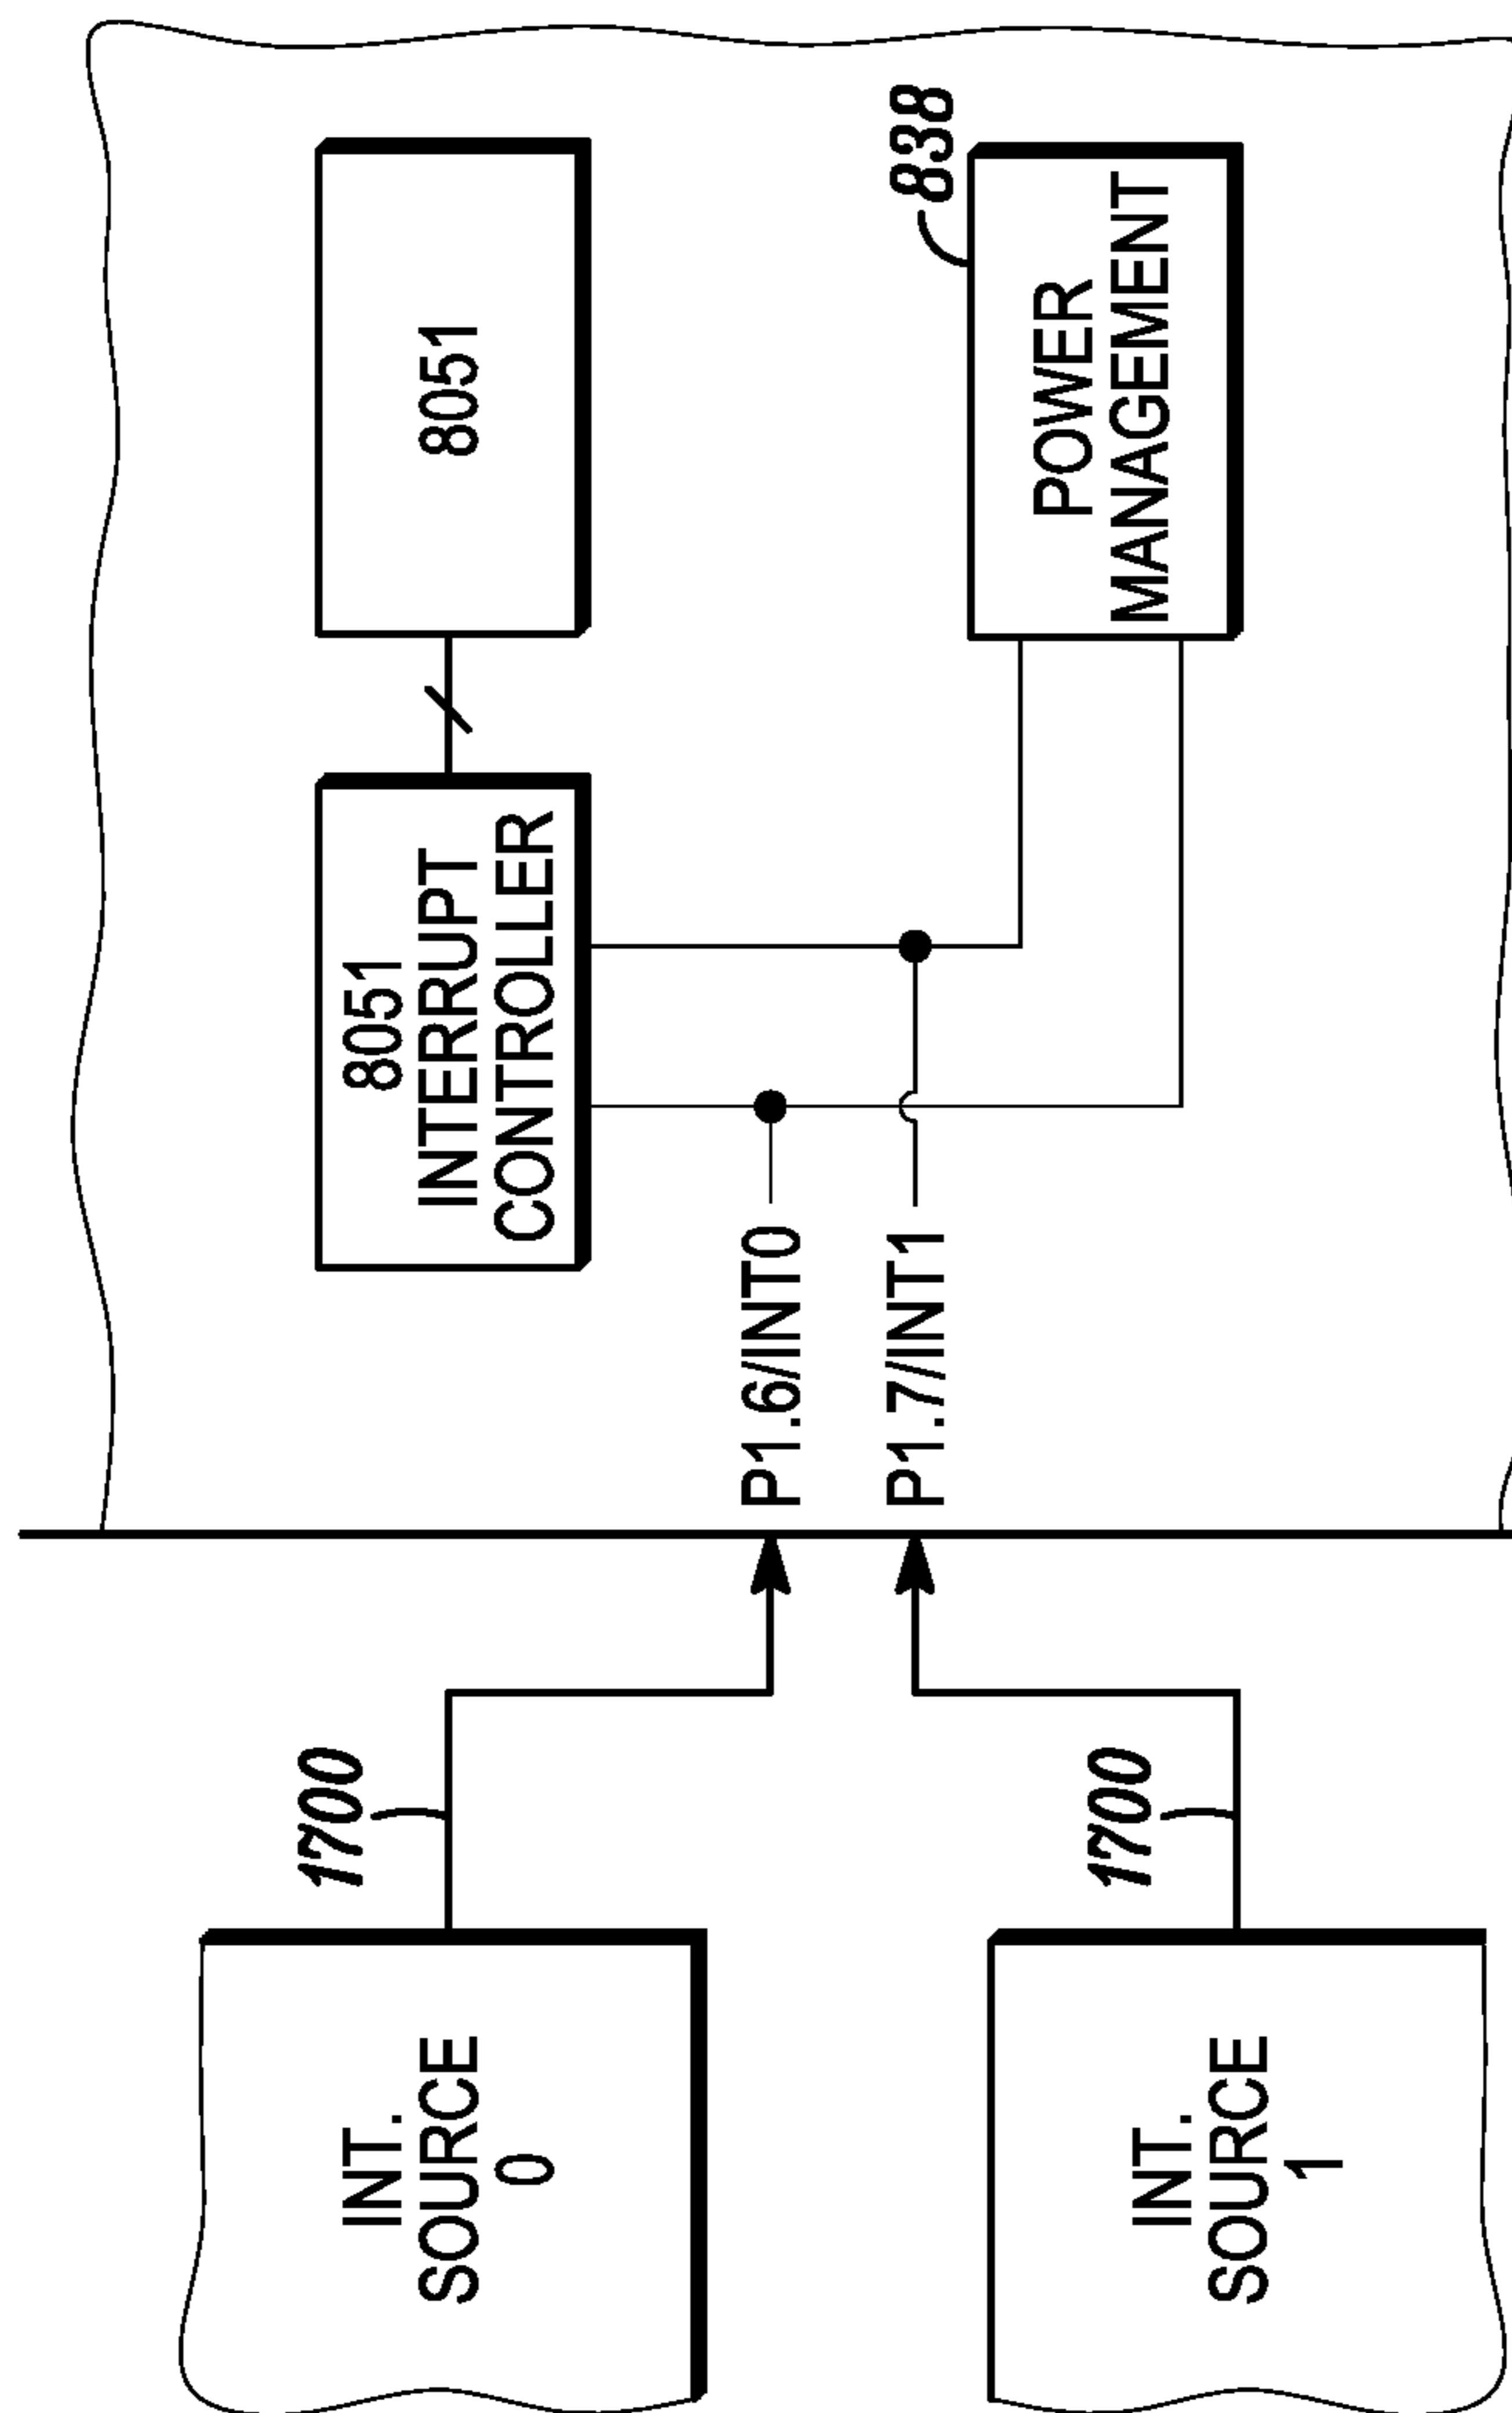 INT.
SOURCE
0
1700
INT.
SOURCE
1
1700
P1.6/INT0
P1.7/INT1
8051
INTERRUPT
CONTROLLER
8051
838
POWER
MANAGEMENT